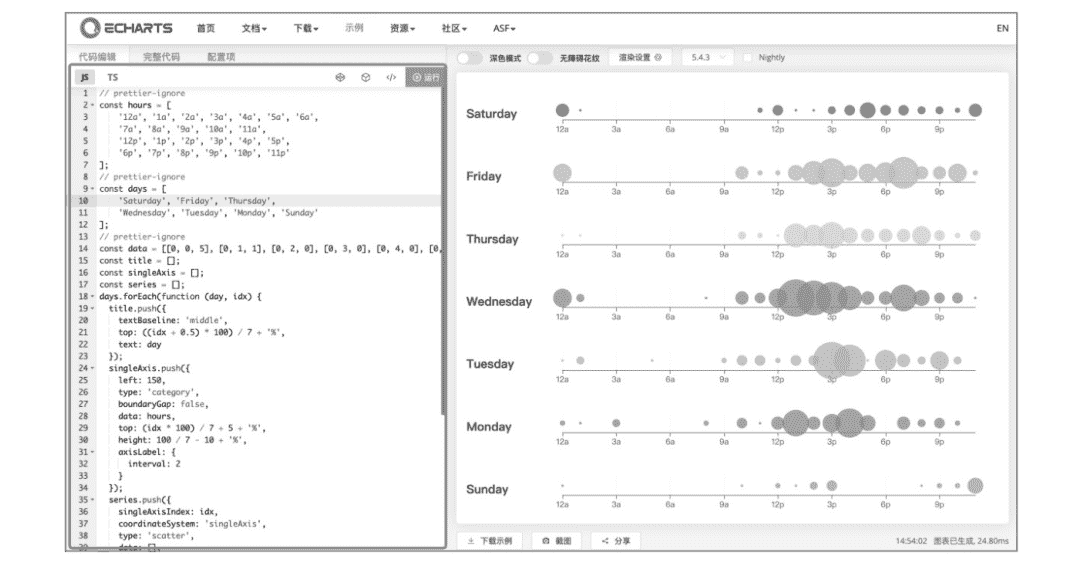 ECHARTS 首页 文档 下载 示例 资源 社区 ASF EN
代码编辑 完整代码 配置项 深色模式 无障碍花纹 渲染设置 5.4.3 Nightly
JS TS 运行
1 // prettier-ignore
2 const hours = [
3 '12a', '1a', '2a', '3a', '4a', '5a', '6a',
4 '7a', '8a', '9a', '10a', '11a',
5 '12p', '1p', '2p', '3p', '4p', '5p',
6 '6p', '7p', '8p', '9p', '10p', '11p'
7 ];
8 // prettier-ignore
9 const days = [
10 'Saturday', 'Friday', 'Thursday',
11 'Wednesday', 'Tuesday', 'Monday', 'Sunday'
12 ];
13 // prettier-ignore
14 const data = [[0, 0, 5], [0, 1, 1], [0, 2, 0], [0, 3, 0], [0, 4, 0], [0,
15 const title = [];
16 const singleAxis = [];
17 const series = [];
18 days.forEach(function (day, idx) {
19 title.push({
20 textBaseline: 'middle',
21 top: ((idx + 0.5) * 100) / 7 + '%',
22 text: day
23 });
24 singleAxis.push({
25 left: 150,
26 type: 'category',
27 boundaryGap: false,
28 data: hours,
29 top: (idx * 100) / 7 + 5 + '%',
30 height: 100 / 7 - 10 + '%',
31 axisLabel: {
32 interval: 2
33 }
34 });
35 series.push({
36 singleAxisIndex: idx,
37 coordinateSystem: 'singleAxis',
38 type: 'scatter',
39 data: [],
Saturday
12a 3a 6a 9a 12p 3p 6p 9p
Friday
12a 3a 6a 9a 12p 3p 6p 9p
Thursday
12a 3a 6a 9a 12p 3p 6p 9p
Wednesday
12a 3a 6a 9a 12p 3p 6p 9p
Tuesday
12a 3a 6a 9a 12p 3p 6p 9p
Monday
12a 3a 6a 9a 12p 3p 6p 9p
Sunday
12a 3a 6a 9a 12p 3p 6p 9p
下载示例 截图 分享 14:54:02 图表已生成, 24.80ms